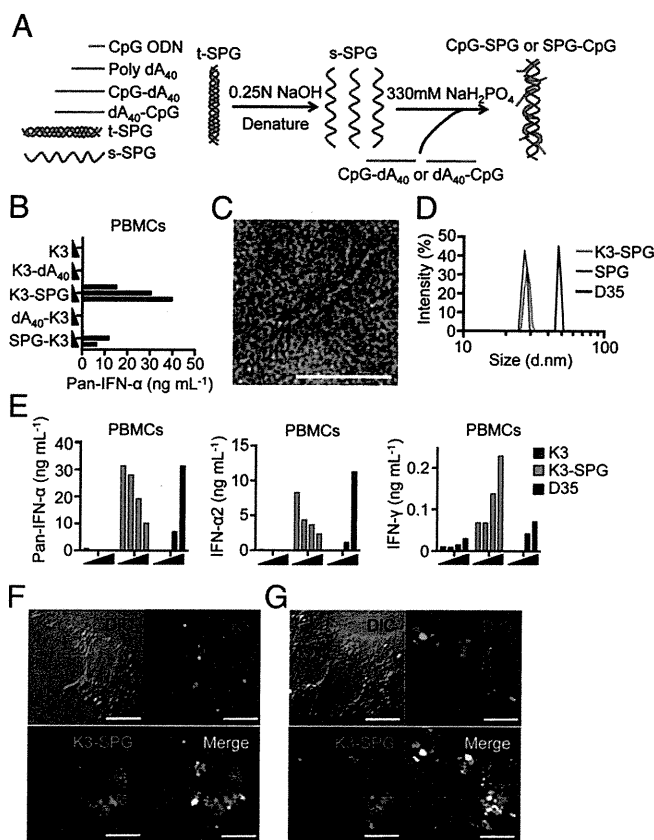 A
CpG ODN
Poly dA40
CpG-dA40
dA40-CpG
t-SPG
s-SPG
t-SPG
0.25N NaOH
Denature
s-SPG
330mM NaH2PO4
CpG-dA40 or dA40-CpG
CpG-SPG or SPG-CpG
B
PBMCs
K3
K3-dA40
K3-SPG
dA40-K3
SPG-K3
0 10 20 30 40 50
Pan-IFN-α (ng mL-1)
C
D
Intensity (%)
50
40
30
20
10
0
10 100
Size (d.nm)
K3-SPG
SPG
D35
E
PBMCs
Pan-IFN-α (ng mL-1)
40
30
20
10
0
PBMCs
IFN-α2 (ng mL-1)
15
10
5
0
PBMCs
IFN-γ (ng mL-1)
0.2
0.1
0
K3
K3-SPG
D35
F
K3-SPG
Merge
G
DIC
K3-SPG
Merge